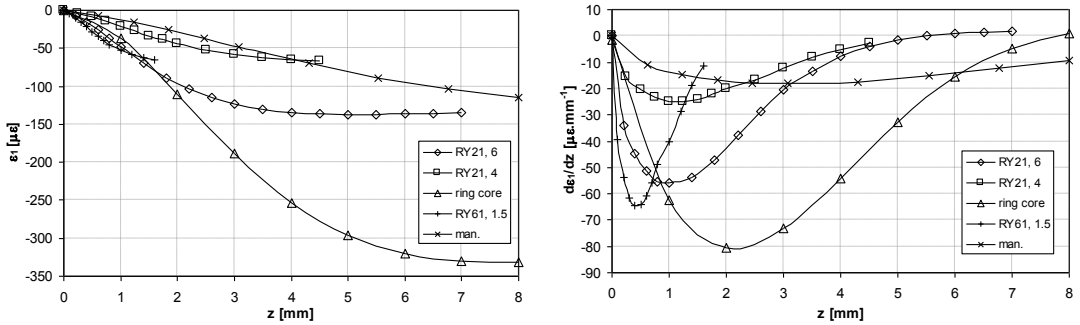 0
-50
-100
-150
-200
-250
-300
-350
ε1 [µε]
0 1 2 3 4 5 6 7 8
z [mm]
RY21, 6
RY21, 4
ring core
RY61, 1.5
man.
10
0
-10
-20
-30
-40
-50
-60
-70
-80
-90
dε1/dz [µε.mm-1]
0 1 2 3 4 5 6 7 8
z [mm]
RY21, 6
RY21, 4
ring core
RY61, 1.5
man.